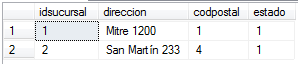 idsucursal direccion codpostal estado
1 1 Mitre 1200 1 1
2 2 San Martín 233 4 1